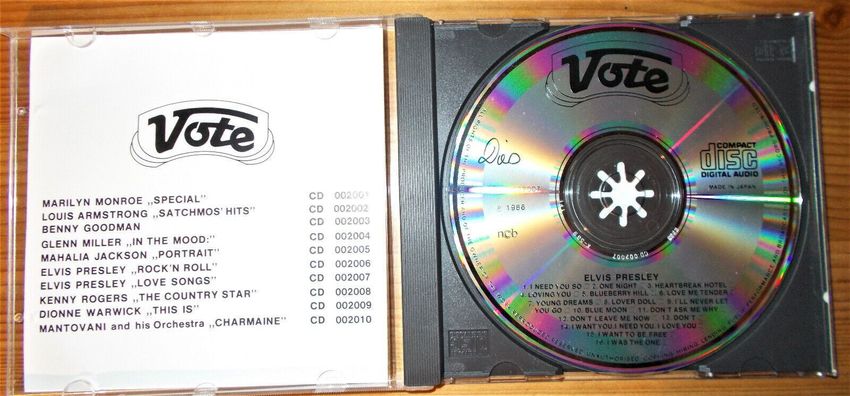 Vote
MARILYN MONROE „SPECIAL" CD 002001
LOUIS ARMSTRONG „SATCHMOS' HITS" CD 002002
BENNY GOODMAN CD 002003
GLENN MILLER „IN THE MOOD:" CD 002004
MAHALIA JACKSON „PORTRAIT" CD 002005
ELVIS PRESLEY „ROCK'N ROLL" CD 002006
ELVIS PRESLEY „LOVE SONGS" CD 002007
KENNY ROGERS „THE COUNTRY STAR" CD 002008
DIONNE WARWICK „THIS IS" CD 002009
MANTOVANI and his Orchestra „CHARMAINE" CD 002010
Vote
COMPACT
disc
DIGITAL AUDIO
MADE IN JAPAN
1986
ncb
CD 002007
ELVIS PRESLEY
1. I NEED YOU SO .. 2. ONE NIGHT .. 3. HEARTBREAK HOTEL
4. LOVING YOU .. 5. BLUEBERRY HILL .. 6. LOVE ME TENDER
7. YOUNG DREAMS .. 8. LOVER DOLL .. 9. I'LL NEVER LET
YOU GO .. 10. BLUE MOON .. 11. DON'T ASK ME WHY
12. DON'T LEAVE ME NOW .. 13. DON'T
14. I WANT YOU, I NEED YOU, I LOVE YOU
15. I WANT TO BE FREE
16. I WAS THE ONE